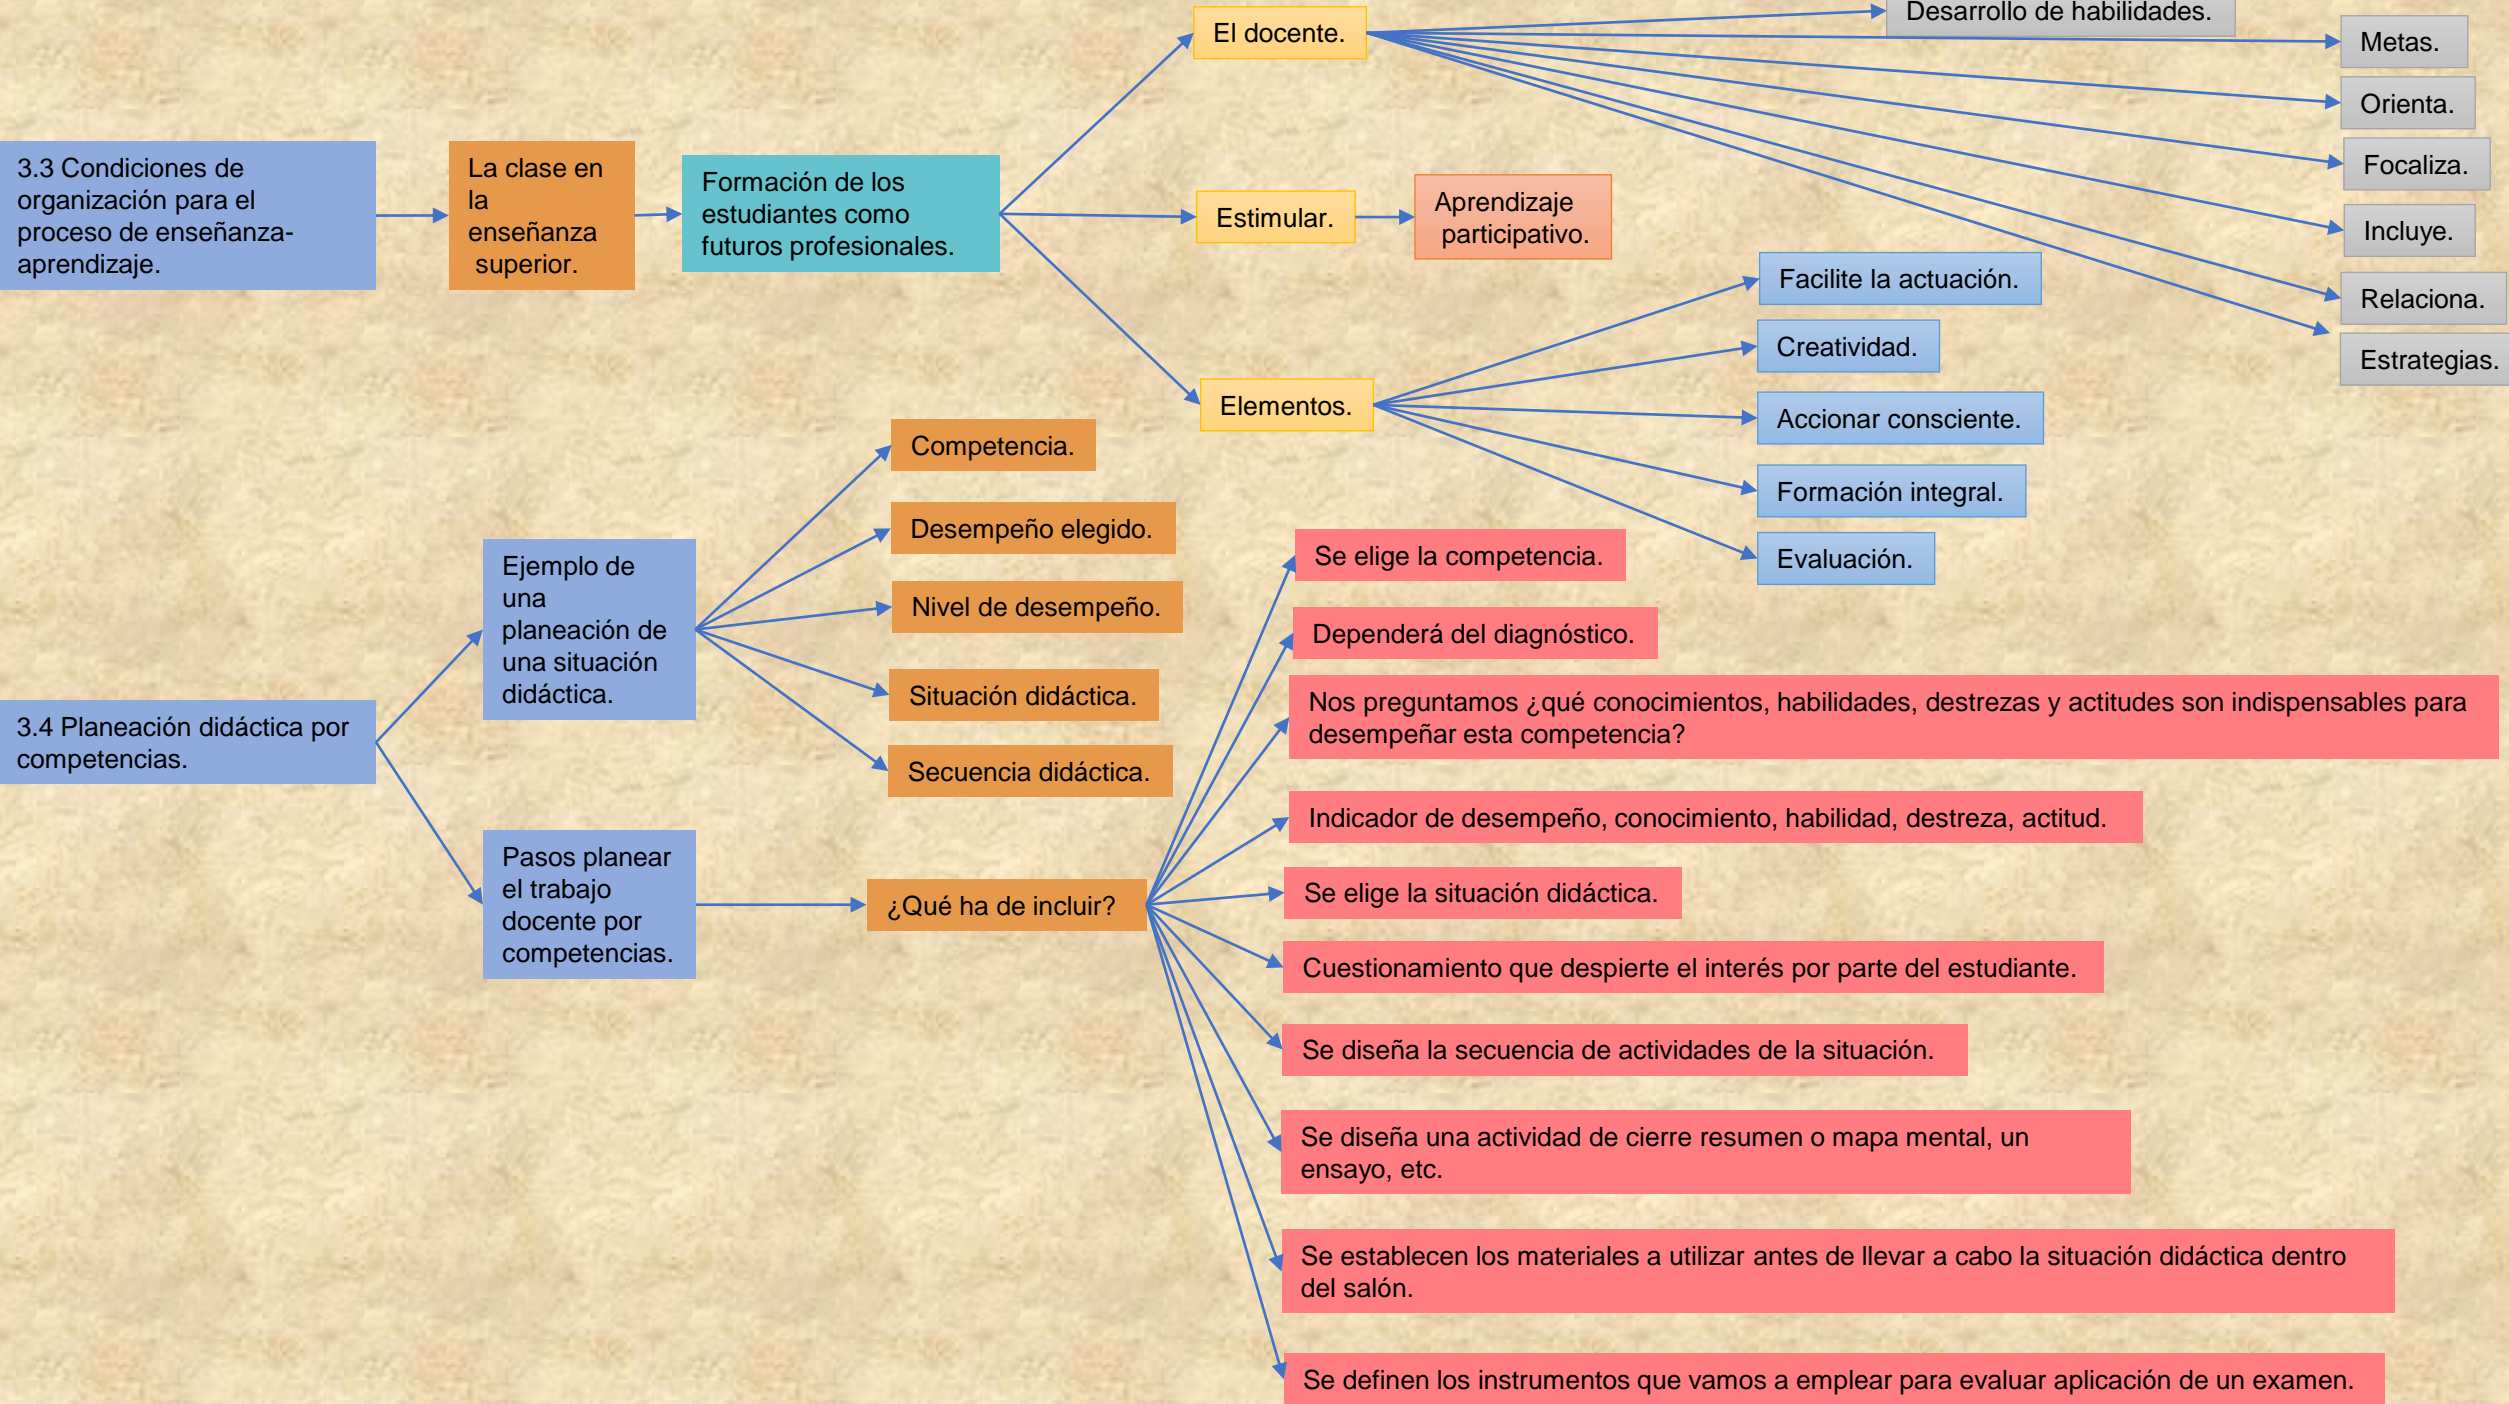 Desarrollo de habilidades.
El docente.
Metas.
Orienta.
Focaliza.
Incluye.
Relaciona.
Estrategias.
3.3 Condiciones de
organización para el
proceso de enseñanza-
aprendizaje.
La clase en
la
enseñanza
superior.
Formación de los
estudiantes como
futuros profesionales.
Estimular.
Aprendizaje
participativo.
Elementos.
Facilite la actuación.
Creatividad.
Accionar consciente.
Formación integral.
Evaluación.
3.4 Planeación didáctica por
competencias.
Ejemplo de
una
planeación de
una situación
didáctica.
Competencia.
Desempeño elegido.
Nivel de desempeño.
Situación didáctica.
Secuencia didáctica.
Pasos planear
el trabajo
docente por
competencias.
¿Qué ha de incluir?
Se elige la competencia.
Dependerá del diagnóstico.
Nos preguntamos ¿qué conocimientos, habilidades, destrezas y actitudes son indispensables para
desempeñar esta competencia?
Indicador de desempeño, conocimiento, habilidad, destreza, actitud.
Se elige la situación didáctica.
Cuestionamiento que despierte el interés por parte del estudiante.
Se diseña la secuencia de actividades de la situación.
Se diseña una actividad de cierre resumen o mapa mental, un
ensayo, etc.
Se establecen los materiales a utilizar antes de llevar a cabo la situación didáctica dentro
del salón.
Se definen los instrumentos que vamos a emplear para evaluar aplicación de un examen.